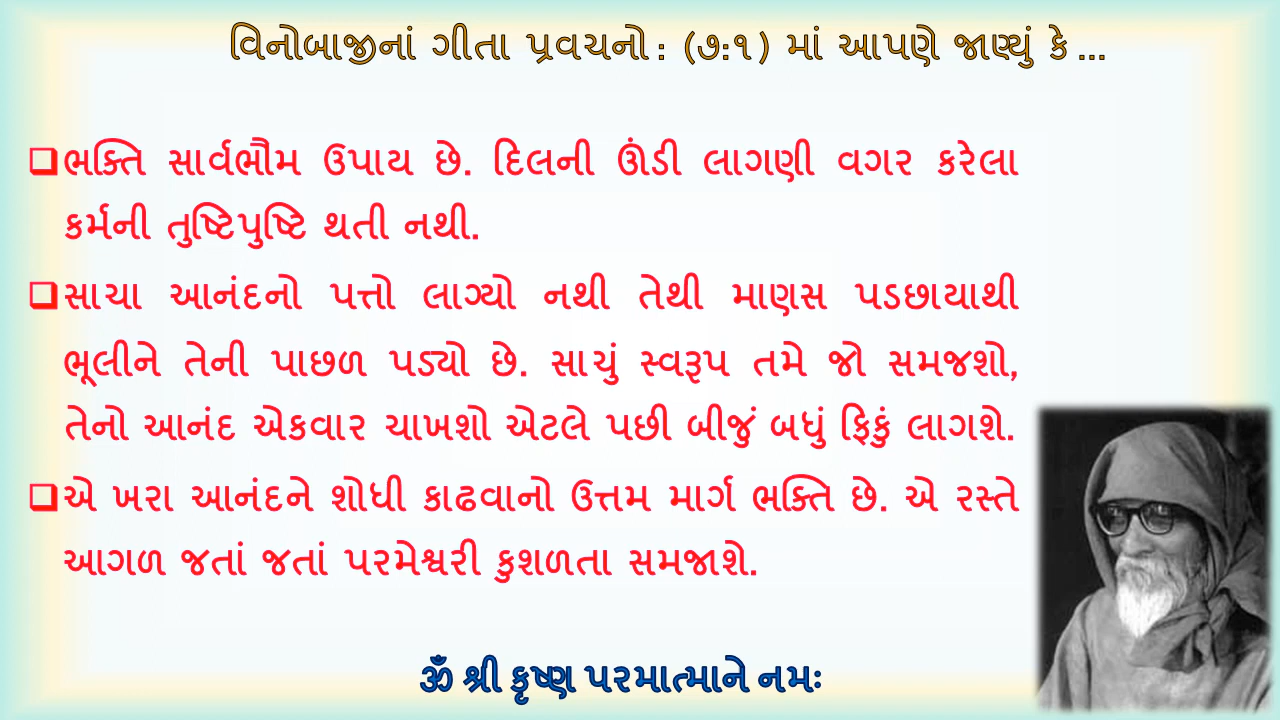 વિનોબાજીનાં ગીતા પ્રવચનો : (૭:૧) માં આપણે જાણ્યું કે ...
❑ભક્તિ સાર્વભૌમ ઉપાય છે. દિલની ઊંડી લાગણી વગર કરેલા
કર્મની તુષ્ટિપુષ્ટિ થતી નથી.
❑સાચા આનંદનો પત્તો લાગ્યો નથી તેથી માણસ પડછાયાથી
ભૂલીને તેની પાછળ પડ્યો છે. સાચું સ્વરૂપ તમે જો સમજશો,
તેનો આનંદ એકવાર ચાખશો એટલે પછી બીજું બધું ફિકું લાગશે.
❑એ ખરા આનંદને શોધી કાઢવાનો ઉત્તમ માર્ગ ભક્તિ છે. એ રસ્તે
આગળ જતાં જતાં પરમેશ્વરી કુશળતા સમજાશે.
ૐ શ્રી કૃષ્ણ પરમાત્માને નમઃ